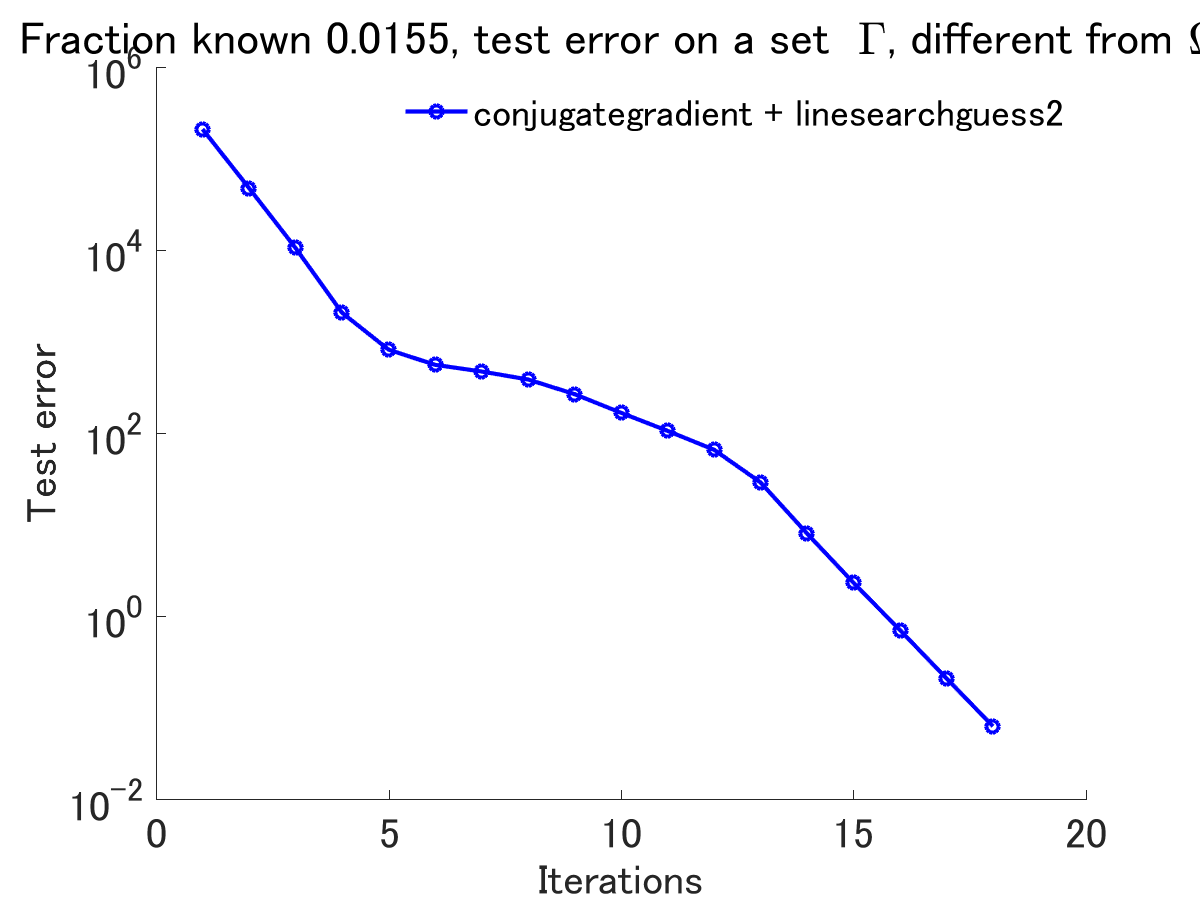 Fraction known 0.0155, test error on a set Γ, different from
10^6
conjugategradient + linesearchguess2
10^4
Test error
10^2
10^0
10^−2
0 5 10 15 20
Iterations